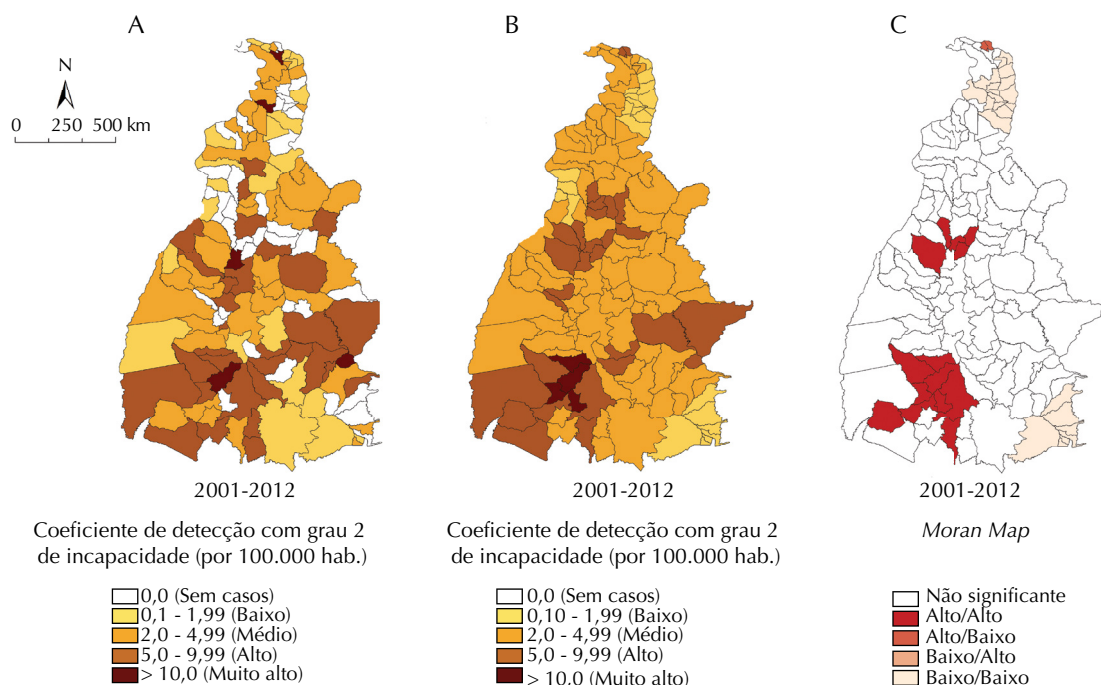 A
B
C
N
0 250 500 km
2001-2012
2001-2012
2001-2012
Coeficiente de detecção com grau 2
de incapacidade (por 100.000 hab.)
0,0 (Sem casos)
0,1 - 1,99 (Baixo)
2,0 - 4,99 (Médio)
5,0 - 9,99 (Alto)
> 10,0 (Muito alto)
Coeficiente de detecção com grau 2
de incapacidade (por 100.000 hab.)
0,0 (Sem casos)
0,10 - 1,99 (Baixo)
2,0 - 4,99 (Médio)
5,0 - 9,99 (Alto)
> 10,0 (Muito alto)
Moran Map
Não significante
Alto/Alto
Alto/Baixo
Baixo/Alto
Baixo/Baixo